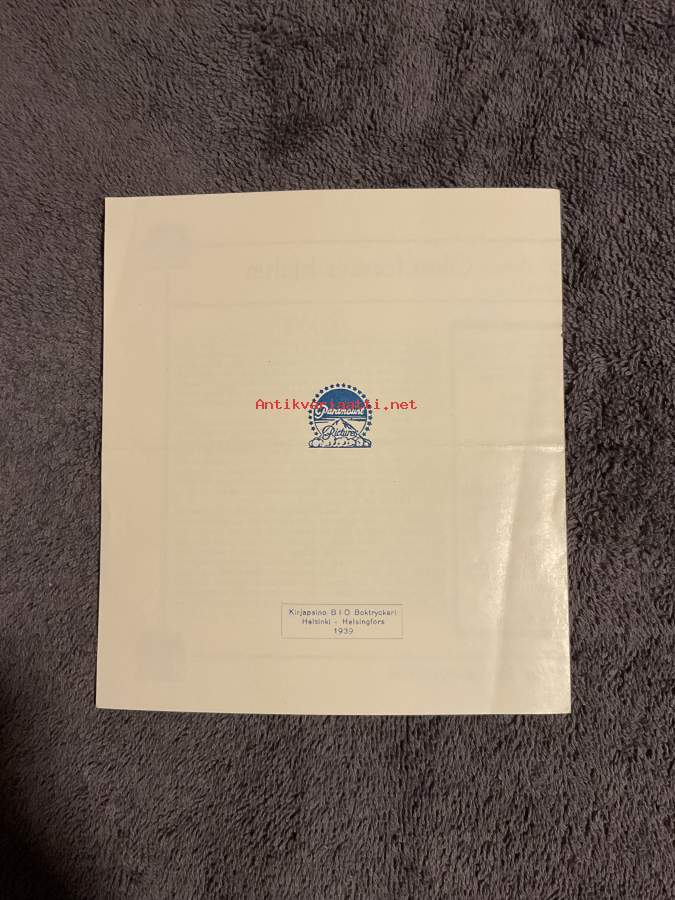 Antikvariaatti.net
Paramount
Pictures
Kirjapaino B I O Boktryckeri
Helsinki - Helsingfors
1939